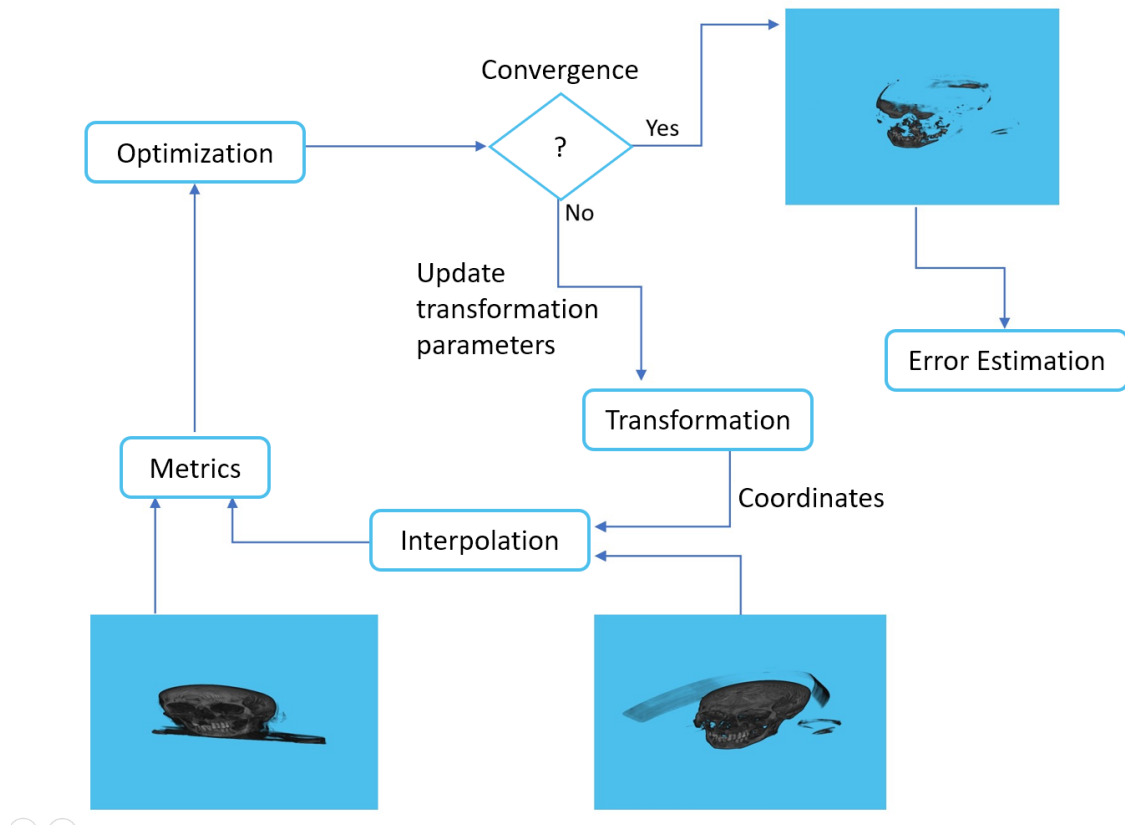 Convergence
?
Yes
Optimization
No
Update
transformation
parameters
Error Estimation
Transformation
Metrics
Coordinates
Interpolation